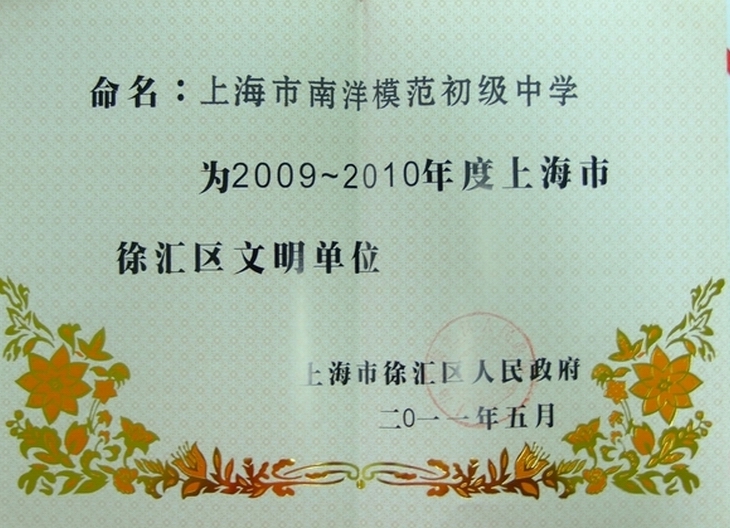 命名：上海市南洋模范初级中学
为2009~2010年度上海市
徐汇区文明单位
上海市徐汇区人民政府
二0一一年五月